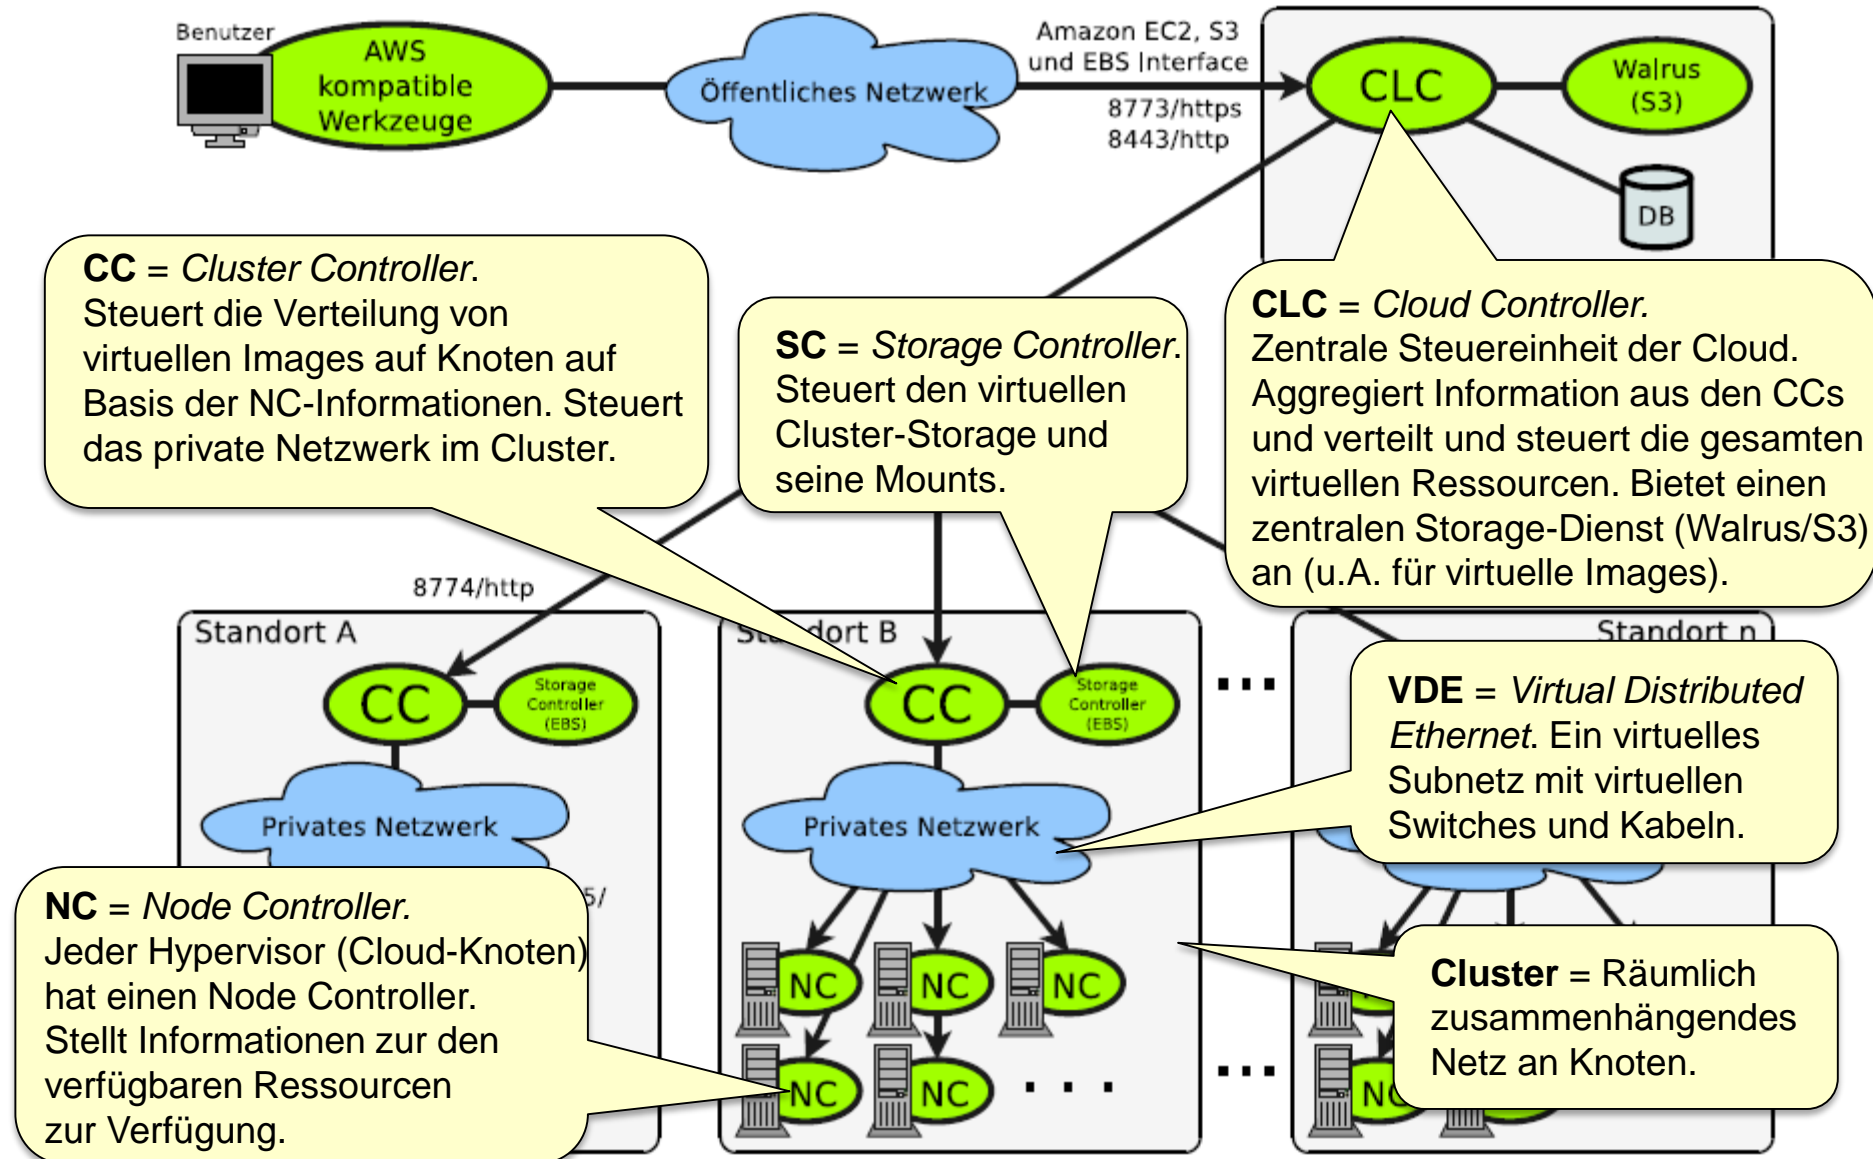 Benutzer
AWS
kompatible
Werkzeuge
Öffentliches Netzwerk
Amazon EC2, S3
und EBS Interface
8773/https
8443/http
CLC
Walrus
(S3)
DB
CC = Cluster Controller.
Steuert die Verteilung von
virtuellen Images auf Knoten auf
Basis der NC-Informationen. Steuert
das private Netzwerk im Cluster.
SC = Storage Controller.
Steuert den virtuellen
Cluster-Storage und
seine Mounts.
CLC = Cloud Controller.
Zentrale Steuereinheit der Cloud.
Aggregiert Information aus den CCs
und verteilt und steuert die gesamten
virtuellen Ressourcen. Bietet einen
zentralen Storage-Dienst (Walrus/S3)
an (u.A. für virtuelle Images).
8774/http
Standort A
CC
Storage
Controller
(EBS)
Privates Netzwerk
5/
Standort B
CC
Storage
Controller
(EBS)
Privates Netzwerk
...
Standort n
VDE = Virtual Distributed
Ethernet. Ein virtuelles
Subnetz mit virtuellen
Switches und Kabeln.
NC = Node Controller.
Jeder Hypervisor (Cloud-Knoten)
hat einen Node Controller.
Stellt Informationen zur den
verfügbaren Ressourcen
zur Verfügung.
NC
NC
NC
NC
NC
. . .
...
Cluster = Räumlich
zusammenhängendes
Netz an Knoten.
NC